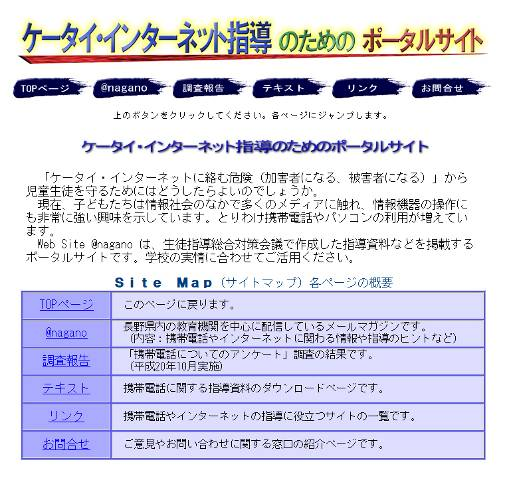 ケータイ・インターネット指導 のための ポータルサイト
TOPページ @nagano 調査報告 テキスト リンク お問合せ
上のボタンをクリックしてください。各ページにジャンプします。
ケータイ・インターネット指導のためのポータルサイト
「ケータイ・インターネットに絡む危険（加害者になる、被害者になる）」から
児童生徒を守るためにはどうしたらよいのでしょうか。
現在、子どもたちは情報社会のなかで多くのメディアに触れ、情報機器の操作に
も非常に強い興味を示しています。とりわけ携帯電話やパソコンの利用が増えてい
ます。
Web Site @nagano は、生徒指導総合対策会議で作成した指導資料などを掲載する
ポータルサイトです。学校の実情に合わせてご活用ください。
Ｓｉｔｅ Ｍａｐ（サイトマップ）各ページの概要
TOPページ このページに戻ります。
@nagano 長野県内の教育機関を中心に配信しているメールマガジンです。
（内容：携帯電話やインターネットに関わる情報や指導のヒントなど）
調査報告 「携帯電話についてのアンケート」調査の結果です。
（平成20年10月実施）
テキスト 携帯電話に関する指導資料のダウンロードページです。
リンク 携帯電話やインターネットの指導に役立つサイトの一覧です。
お問合せ ご意見やお問い合わせに関する窓口の紹介ページです。